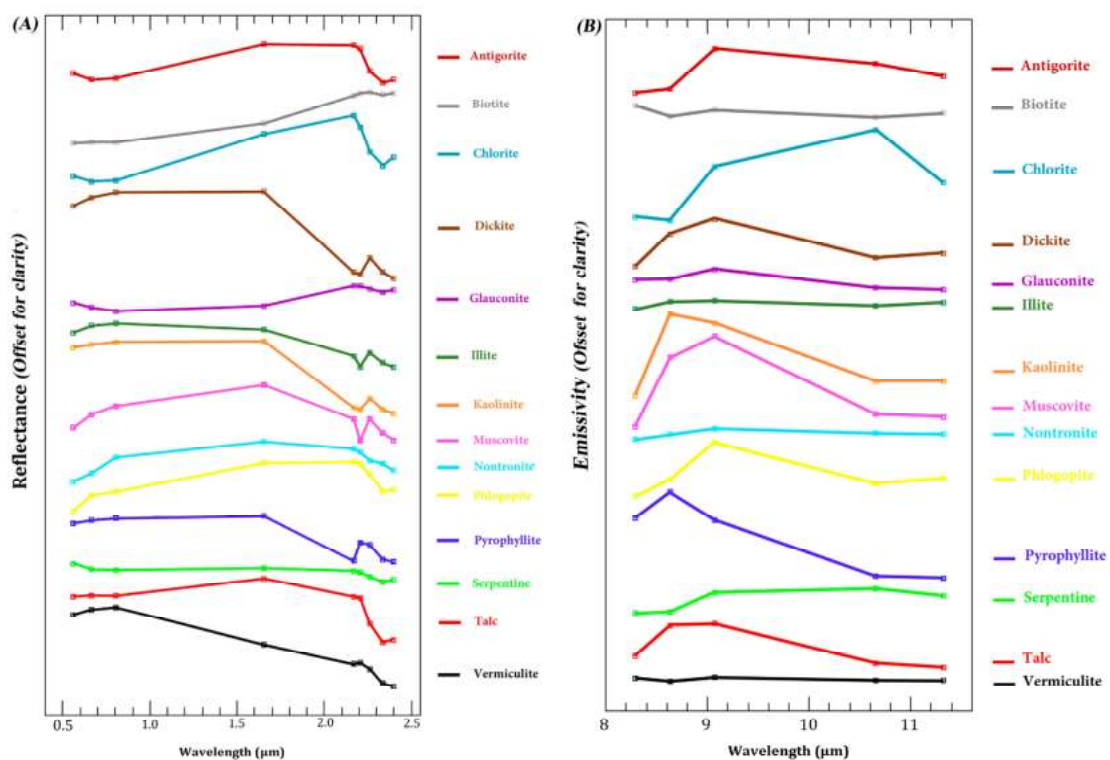 (A)
Reflectance (Offset for clarity)
Antigorite
Biotite
Chlorite
Dickite
Glauconite
Illite
Kaolinite
Muscovite
Nontronite
Phlogopite
Pyrophyllite
Serpentine
Talc
Vermiculite
0.5 1.0 1.5 2.0 2.5
Wavelength (µm)
(B)
Emissivity (Ofsset for clarity)
Antigorite
Biotite
Chlorite
Dickite
Glauconite
Illite
Kaolinite
Muscovite
Nontronite
Phlogopite
Pyrophyllite
Serpentine
Talc
Vermiculite
8 9 10 11
Wavelength (µm)